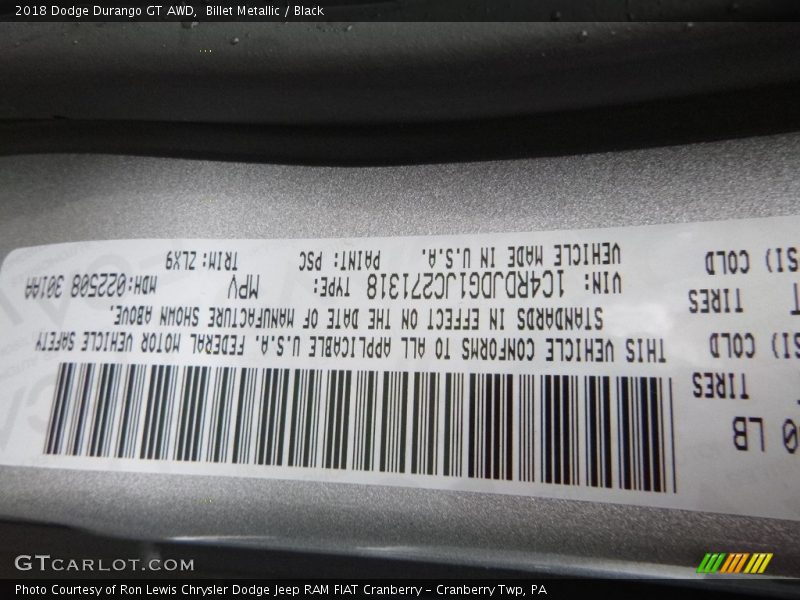 2018 Dodge Durango GT AWD, Billet Metallic / Black
0 LB
TIRES
SI) COLD
TIRES
SI) COLD
THIS VEHICLE CONFORMS TO ALL APPLICABLE U.S.A. FEDERAL MOTOR VEHICLE SAFETY
STANDARDS IN EFFECT ON THE DATE OF MANUFACTURE SHOWN ABOVE.
VIN: 1C4RDJDG1JC271318 TYPE: MPV MDH:022508 301AA
VEHICLE MADE IN U.S.A. PAINT: PSC TRIM: ZLX9
GTCARLOT.COM
Photo Courtesy of Ron Lewis Chrysler Dodge Jeep RAM FIAT Cranberry - Cranberry Twp, PA